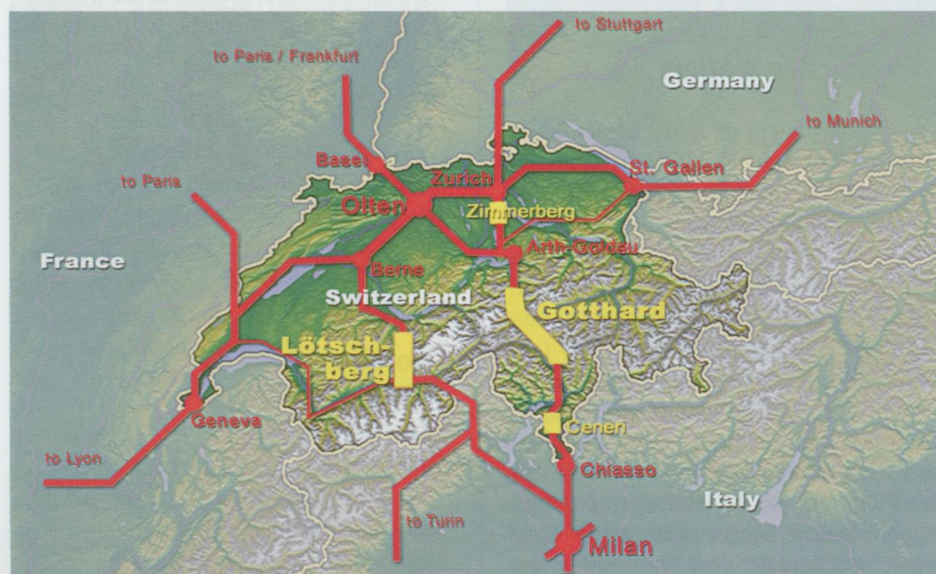 to Stuttgart
to Paris / Frankfurt
Germany
to Munich
Basel
St. Gallen
to Paris
Zurich
Olten
Zimmerberg
Arth-Goldau
France
Berne
Switzerland
Gotthard
Lötsch-
berg
Geneva
Ceneri
to Lyon
Chiasso
Italy
to Turin
Milan